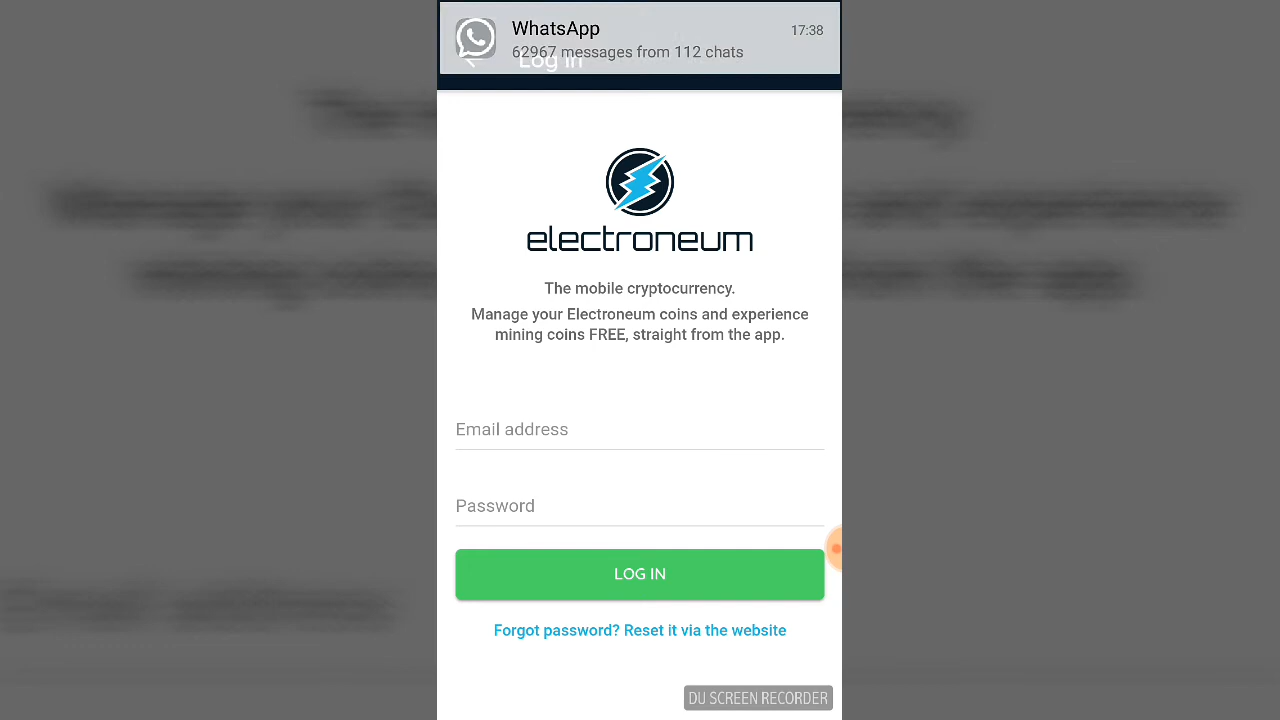 WhatsApp
17:38
62967 messages from 112 chats
Log in
electroneum
The mobile cryptocurrency.
Manage your Electroneum coins and experience
mining coins FREE, straight from the app.
Email address
Password
LOG IN
Forgot password? Reset it via the website
DU SCREEN RECORDER